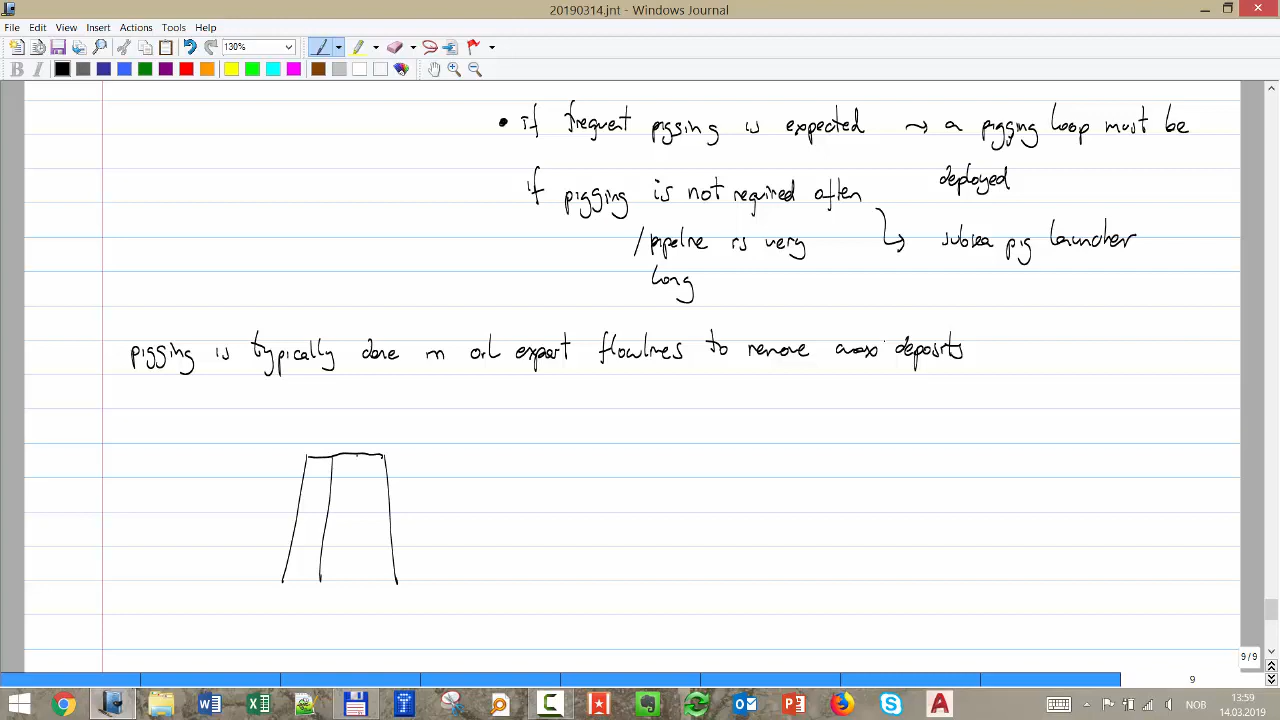 20190314.jnt - Windows Journal
File Edit View Insert Actions Tools Help
130%
• if frequent pigging is expected → a pigging loop must be
deployed
if pigging is not required often
/pipeline is very → subsea pig launcher
long
pigging is typically done in oil export flowlines to remove wax deposits
9/9
9
13:59
NOB
14.03.2019